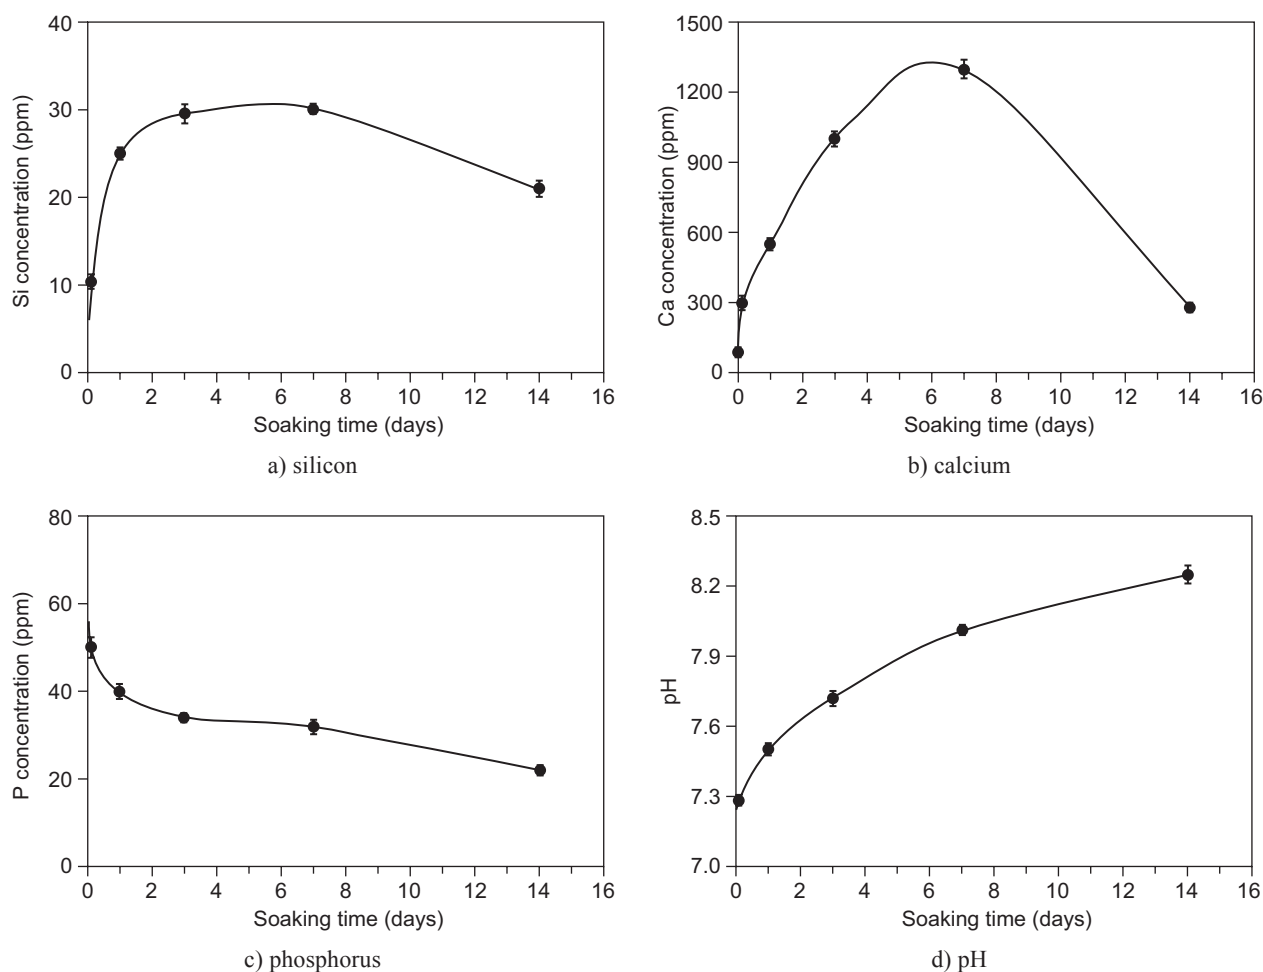 40
30
20
10
0
Si concentration (ppm)
0 2 4 6 8 10 12 14 16
Soaking time (days)
a) silicon
1500
1200
900
600
300
0
Ca concentration (ppm)
0 2 4 6 8 10 12 14 16
Soaking time (days)
b) calcium
80
60
40
20
0
P concentration (ppm)
0 2 4 6 8 10 12 14 16
Soaking time (days)
c) phosphorus
8.5
8.2
7.9
7.6
7.3
7.0
pH
0 2 4 6 8 10 12 14 16
Soaking time (days)
d) pH